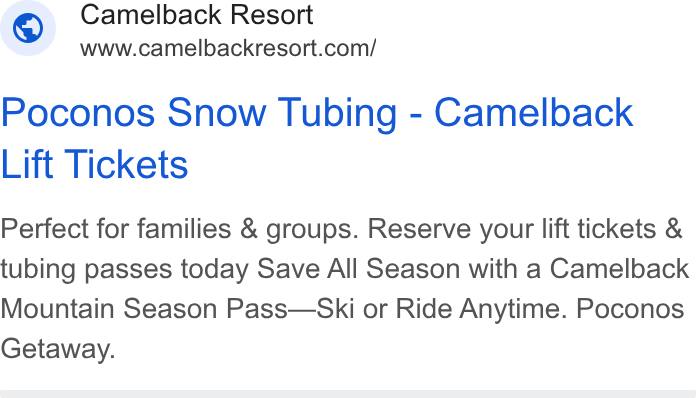 Camelback Resort
www.camelbackresort.com/
Poconos Snow Tubing - Camelback
Lift Tickets
Perfect for families & groups. Reserve your lift tickets &
tubing passes today Save All Season with a Camelback
Mountain Season Pass—Ski or Ride Anytime. Poconos
Getaway.